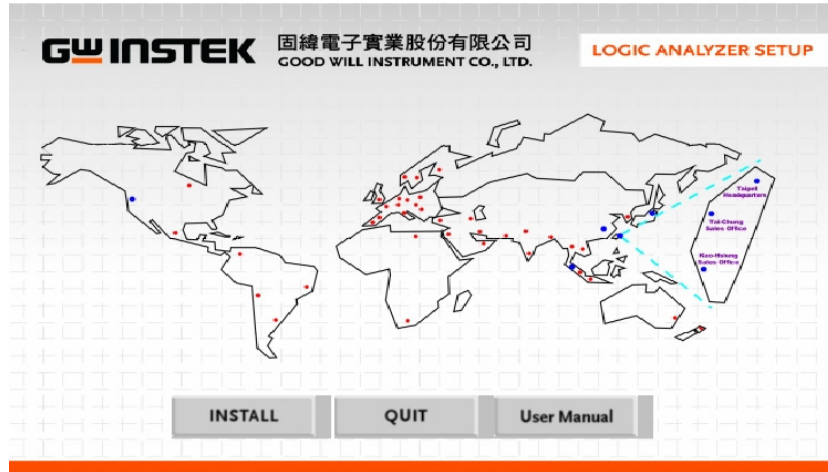 GW INSTEK
固緯電子實業股份有限公司
GOOD WILL INSTRUMENT CO., LTD.
LOGIC ANALYZER SETUP
Taipei
Headquarters
Tai-Chung
Sales Office
Kao-Hsiung
Sales Office
INSTALL
QUIT
User Manual